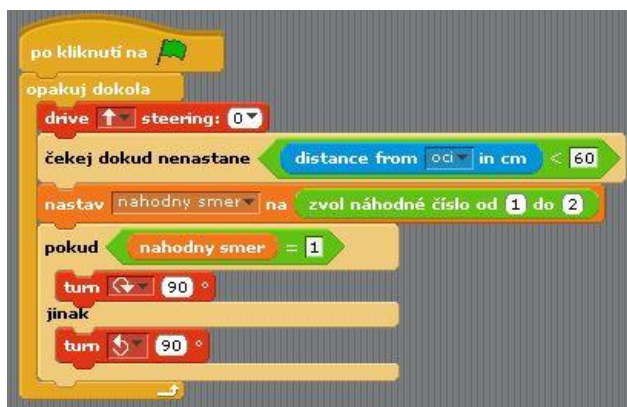 po kliknutí na
opakuj dokola
drive steering: 0
čekej dokud nenastane distance from oci in cm < 60
nastav nahodny smer na zvol náhodné číslo od 1 do 2
pokud nahodny smer = 1
turn 90 °
jinak
turn 90 °